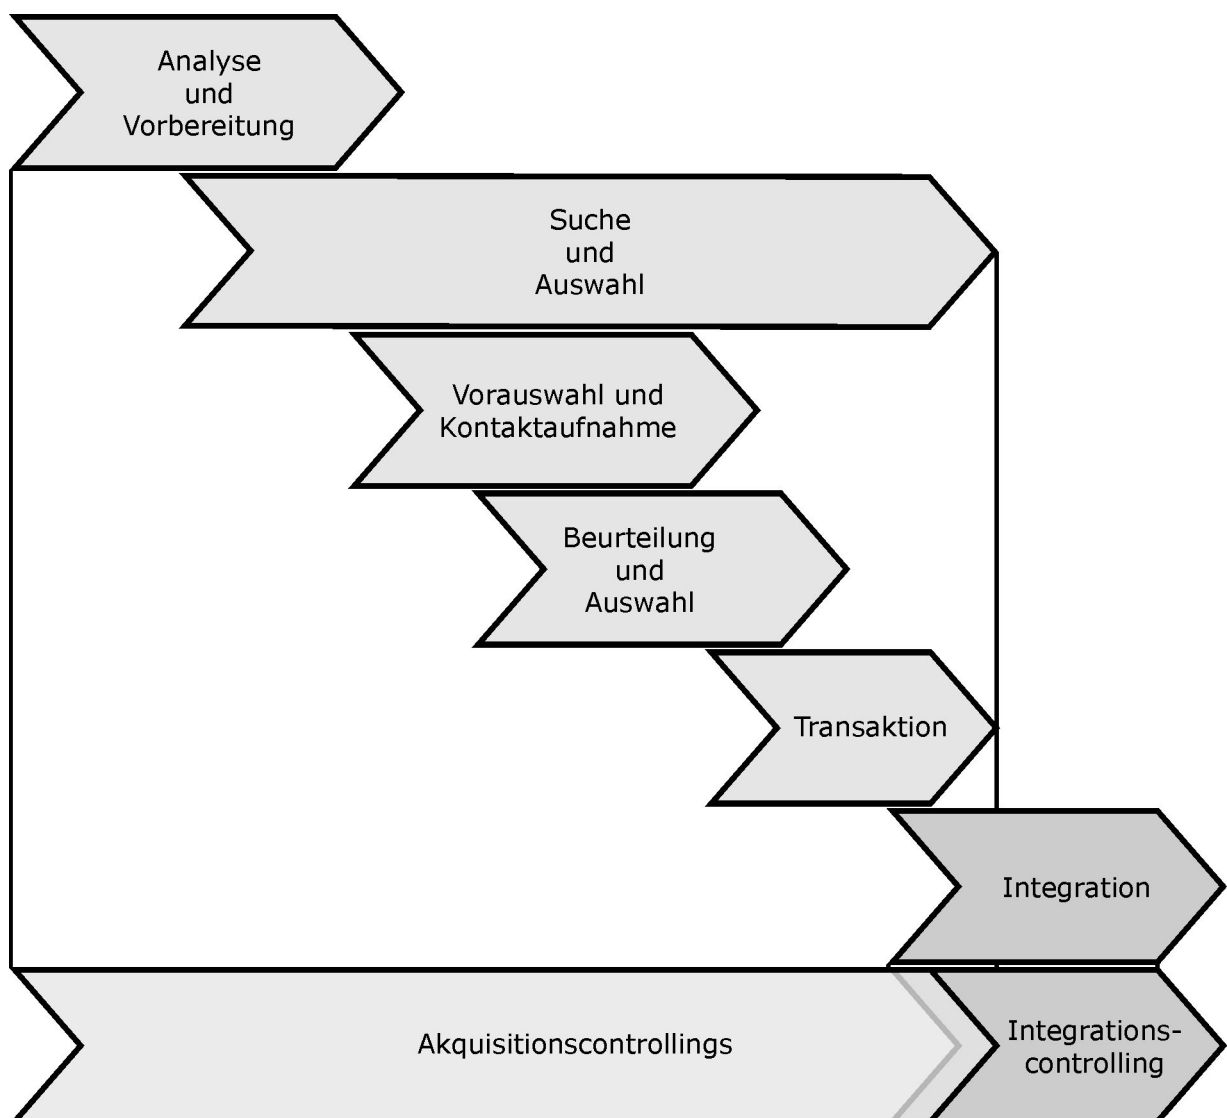 Analyse
und
Vorbereitung
Suche
und
Auswahl
Vorauswahl und
Kontaktaufnahme
Beurteilung
und
Auswahl
Transaktion
Integration
Akquisitionscontrollings
Integrations-
controlling